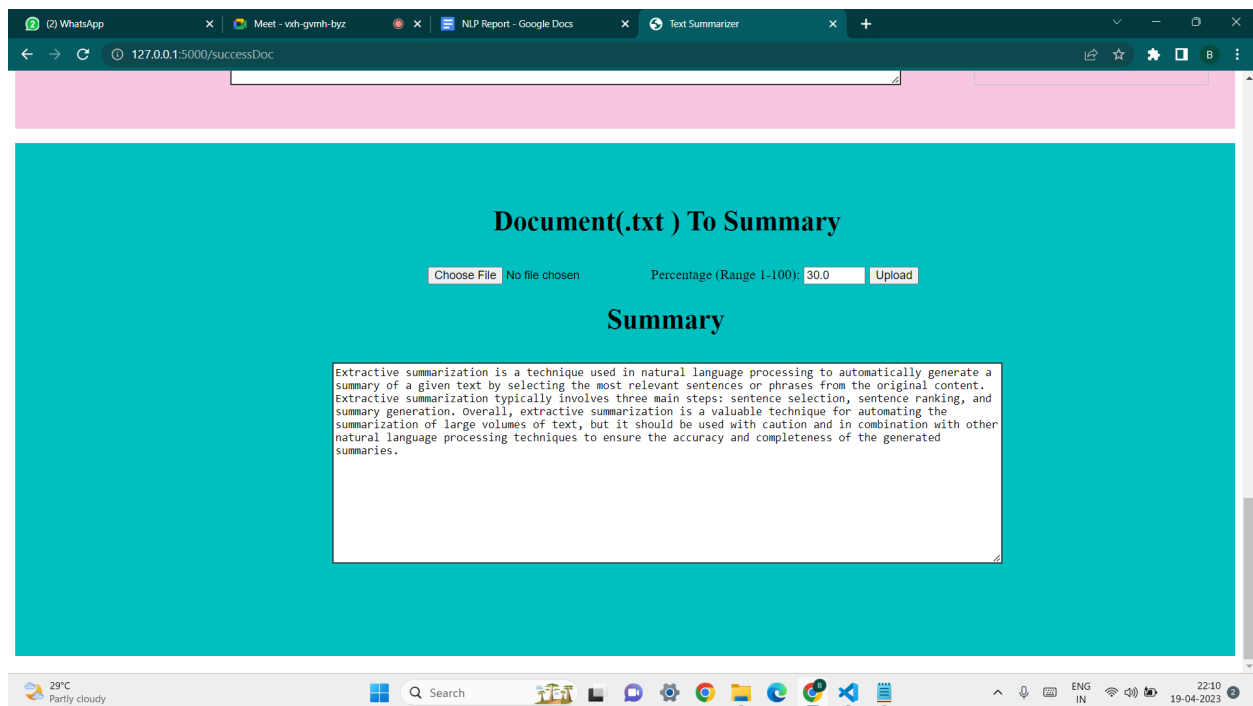 2 (2) WhatsApp
Meet - vxh-gvmh-byz
NLP Report - Google Docs
Text Summarizer
127.0.0.1:5000/successDoc
B
Document(.txt ) To Summary
Choose File No file chosen Percentage (Range 1-100): 30.0 Upload
Summary
Extractive summarization is a technique used in natural language processing to automatically generate a
summary of a given text by selecting the most relevant sentences or phrases from the original content.
Extractive summarization typically involves three main steps: sentence selection, sentence ranking, and
summary generation. Overall, extractive summarization is a valuable technique for automating the
summarization of large volumes of text, but it should be used with caution and in combination with other
natural language processing techniques to ensure the accuracy and completeness of the generated
summaries.
29°C
Partly cloudy
Search
B
ENG
IN
22:10
19-04-2023
2